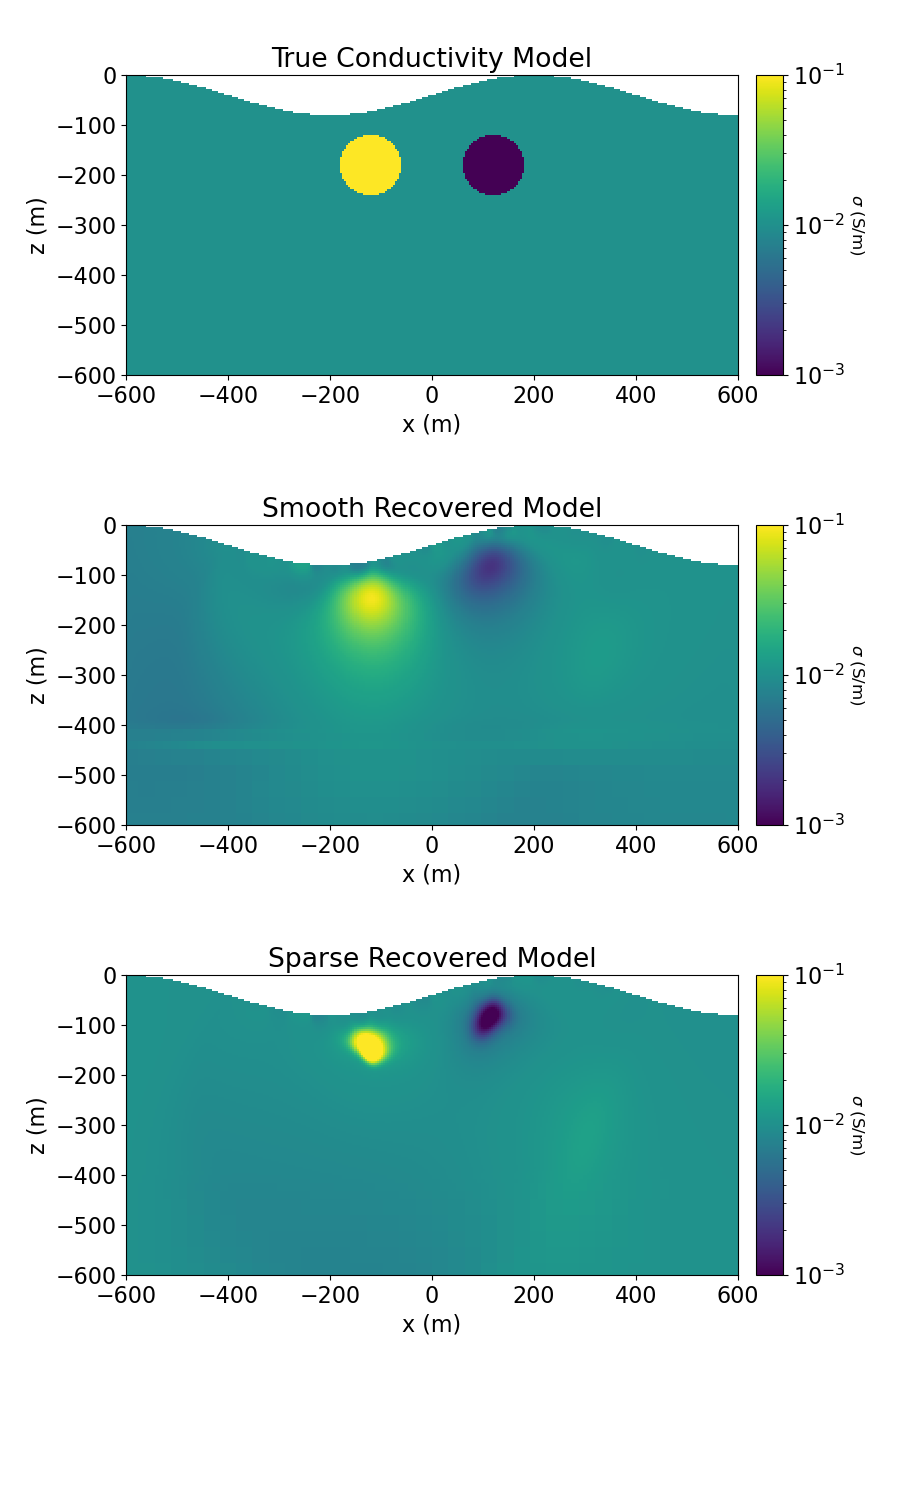 True Conductivity Model
0
−100
−200
−300
−400
−500
−600
z (m)
−600 −400 −200 0 200 400 600
x (m)
10⁻¹
10⁻²
10⁻³
σ (S/m)
Smooth Recovered Model
0
−100
−200
−300
−400
−500
−600
z (m)
−600 −400 −200 0 200 400 600
x (m)
10⁻¹
10⁻²
10⁻³
σ (S/m)
Sparse Recovered Model
0
−100
−200
−300
−400
−500
−600
z (m)
−600 −400 −200 0 200 400 600
x (m)
10⁻¹
10⁻²
10⁻³
σ (S/m)